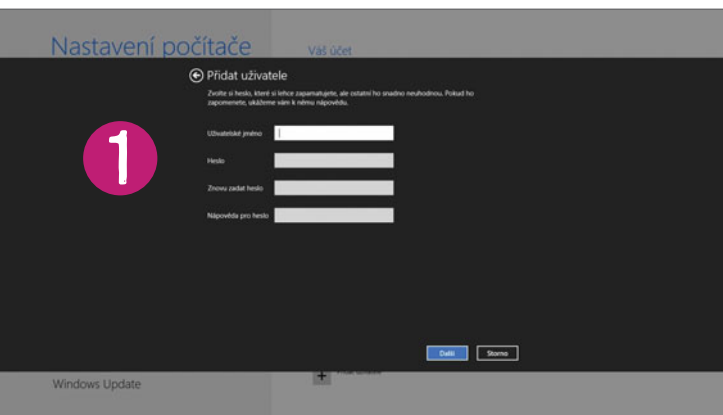 Nastavení počítače
Váš účet
Přidat uživatele
Zvolte si heslo, které si lehce zapamatujete, ale ostatní ho snadno neuhodnou. Pokud ho
zapomenete, ukážeme vám k němu nápovědu.
1
Uživatelské jméno
Heslo
Znovu zadat heslo
Nápověda pro heslo
Další
Storno
Přidat uživatele
Windows Update